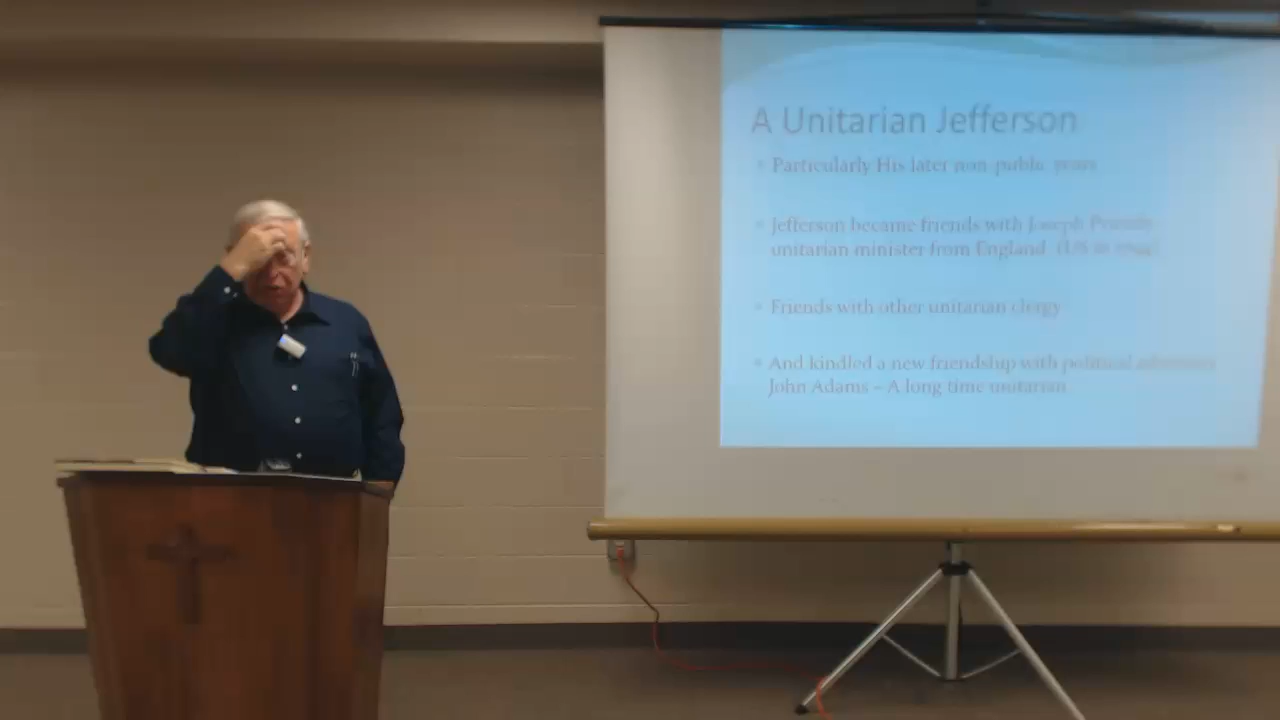 A Unitarian Jefferson
Particularly His later non-public years
Jefferson became friends with Joseph
unitarian minister from England
Friends with other unitarian clergy
And kindled a new friendship with political
John Adams – A long time unitarian